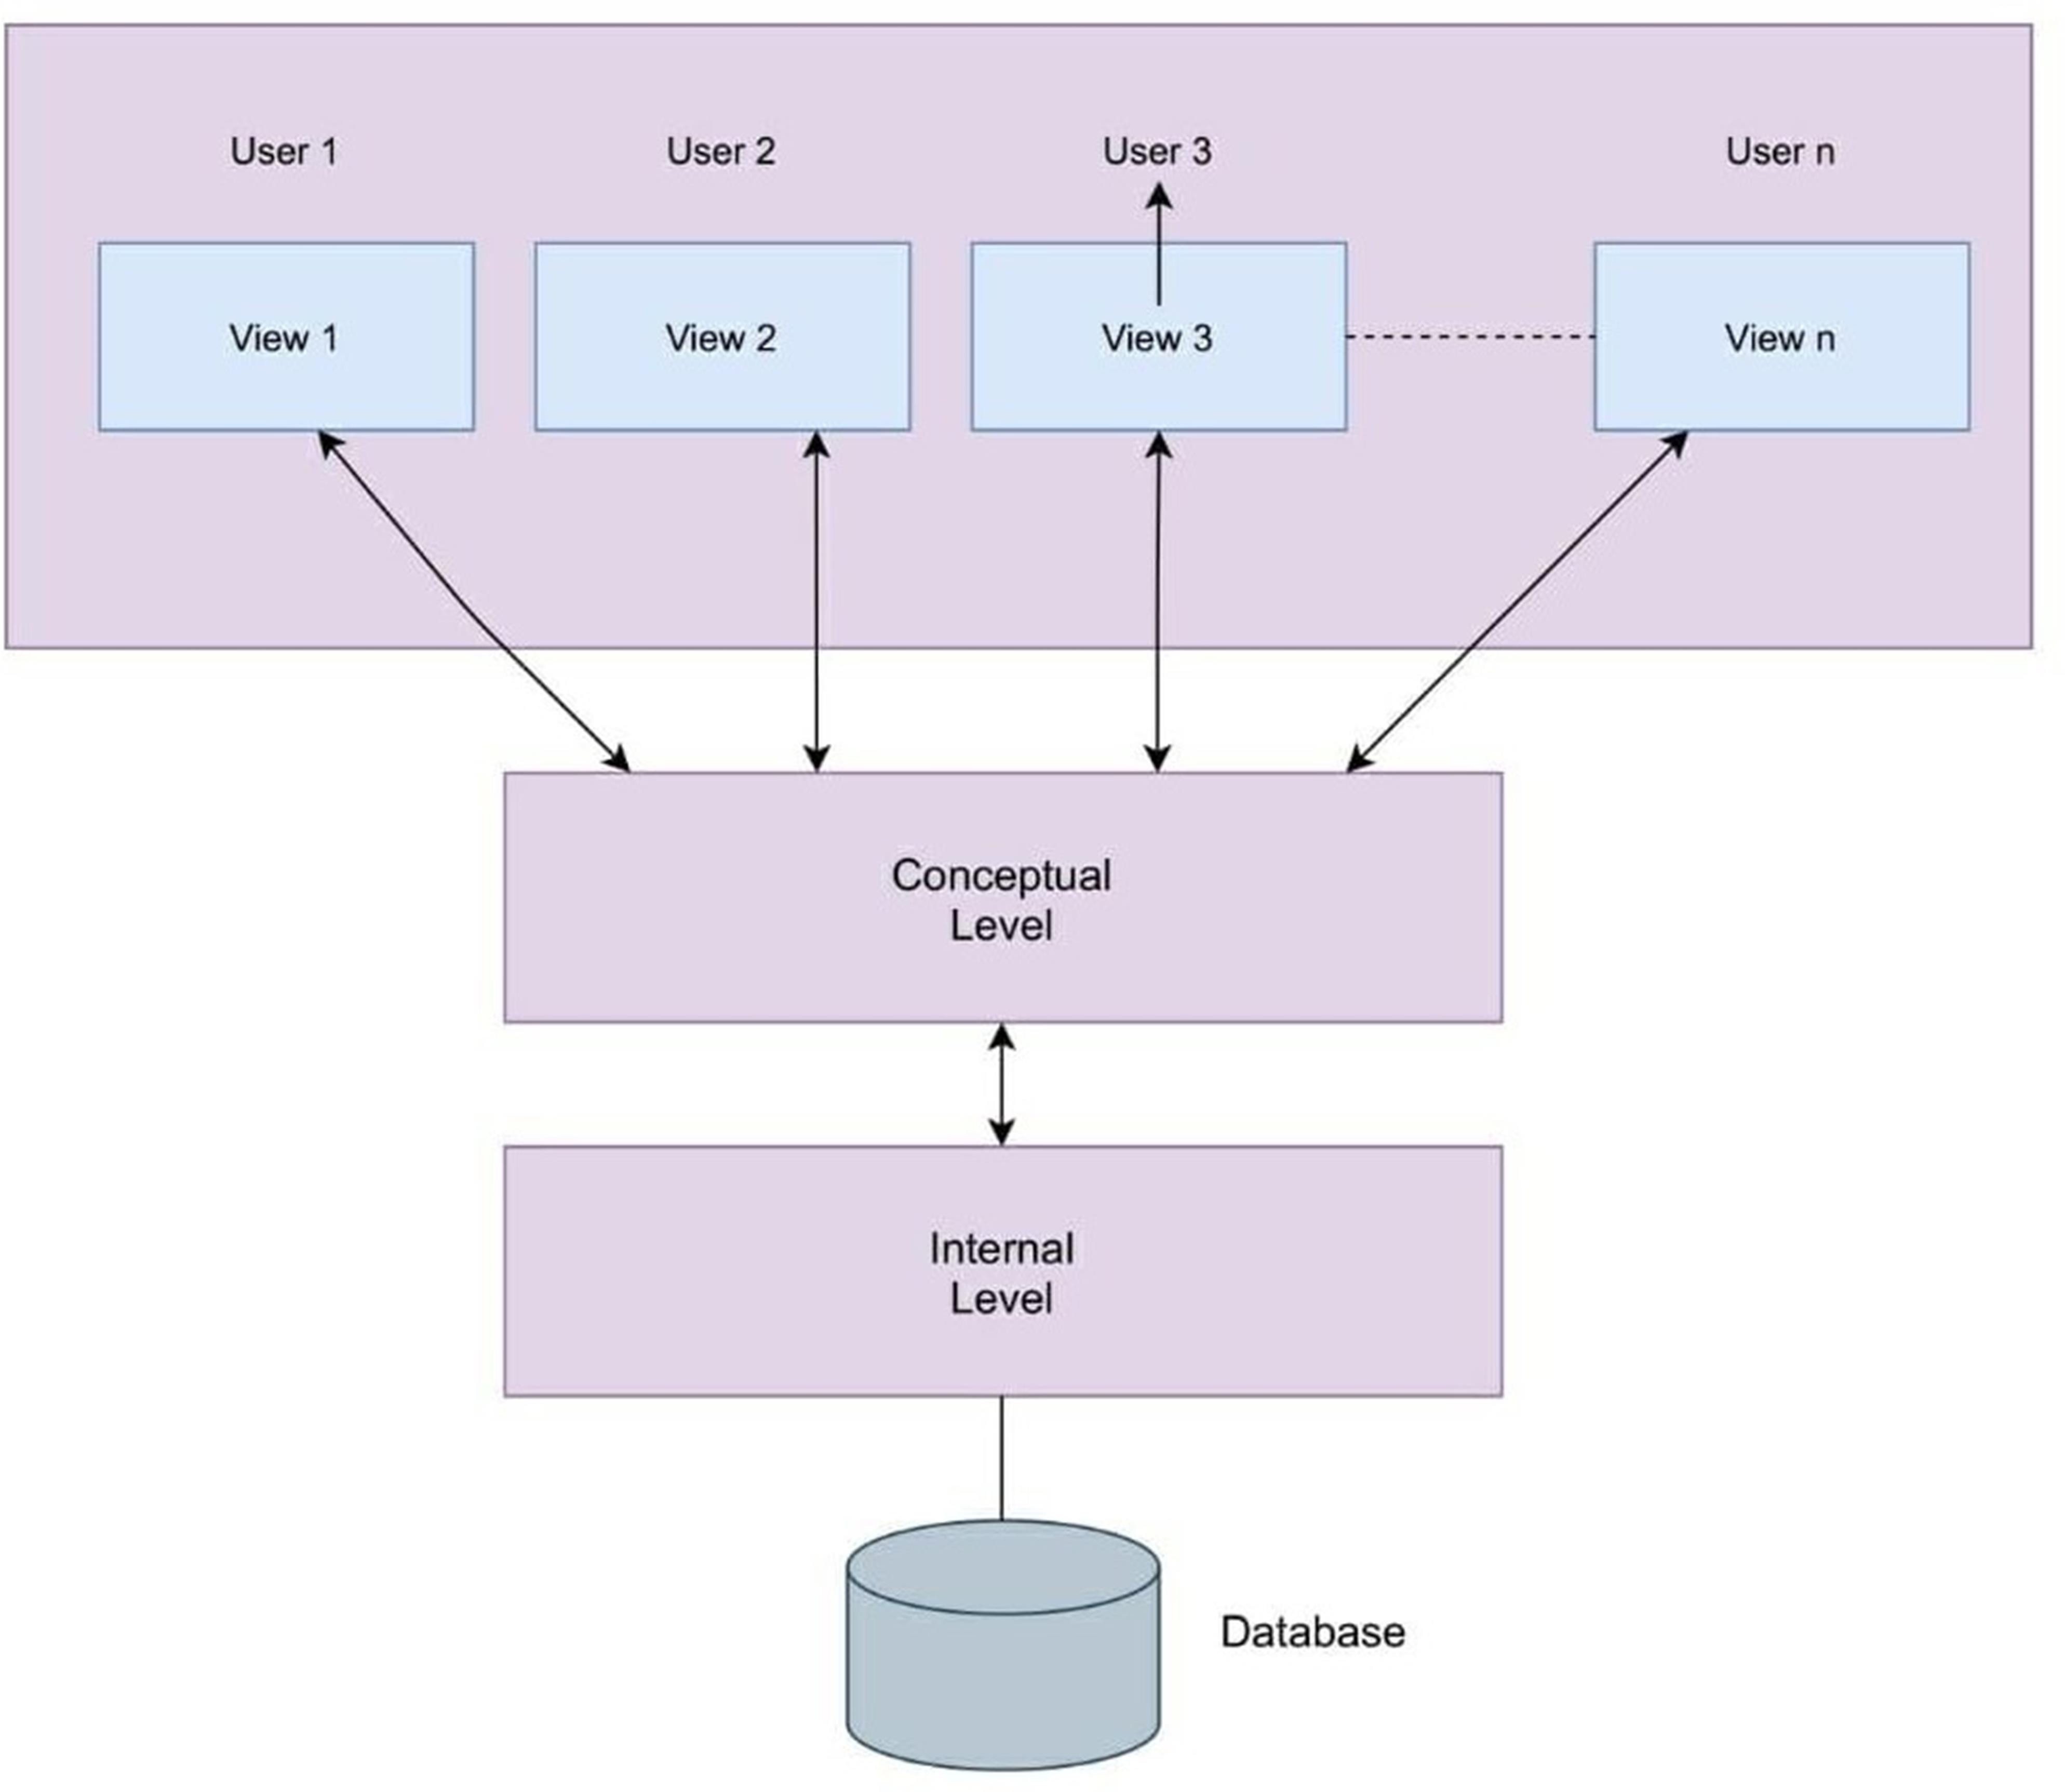 User 1
User 2
User 3
User n
View 1
View 2
View 3
View n
Conceptual
Level
Internal
Level
Database